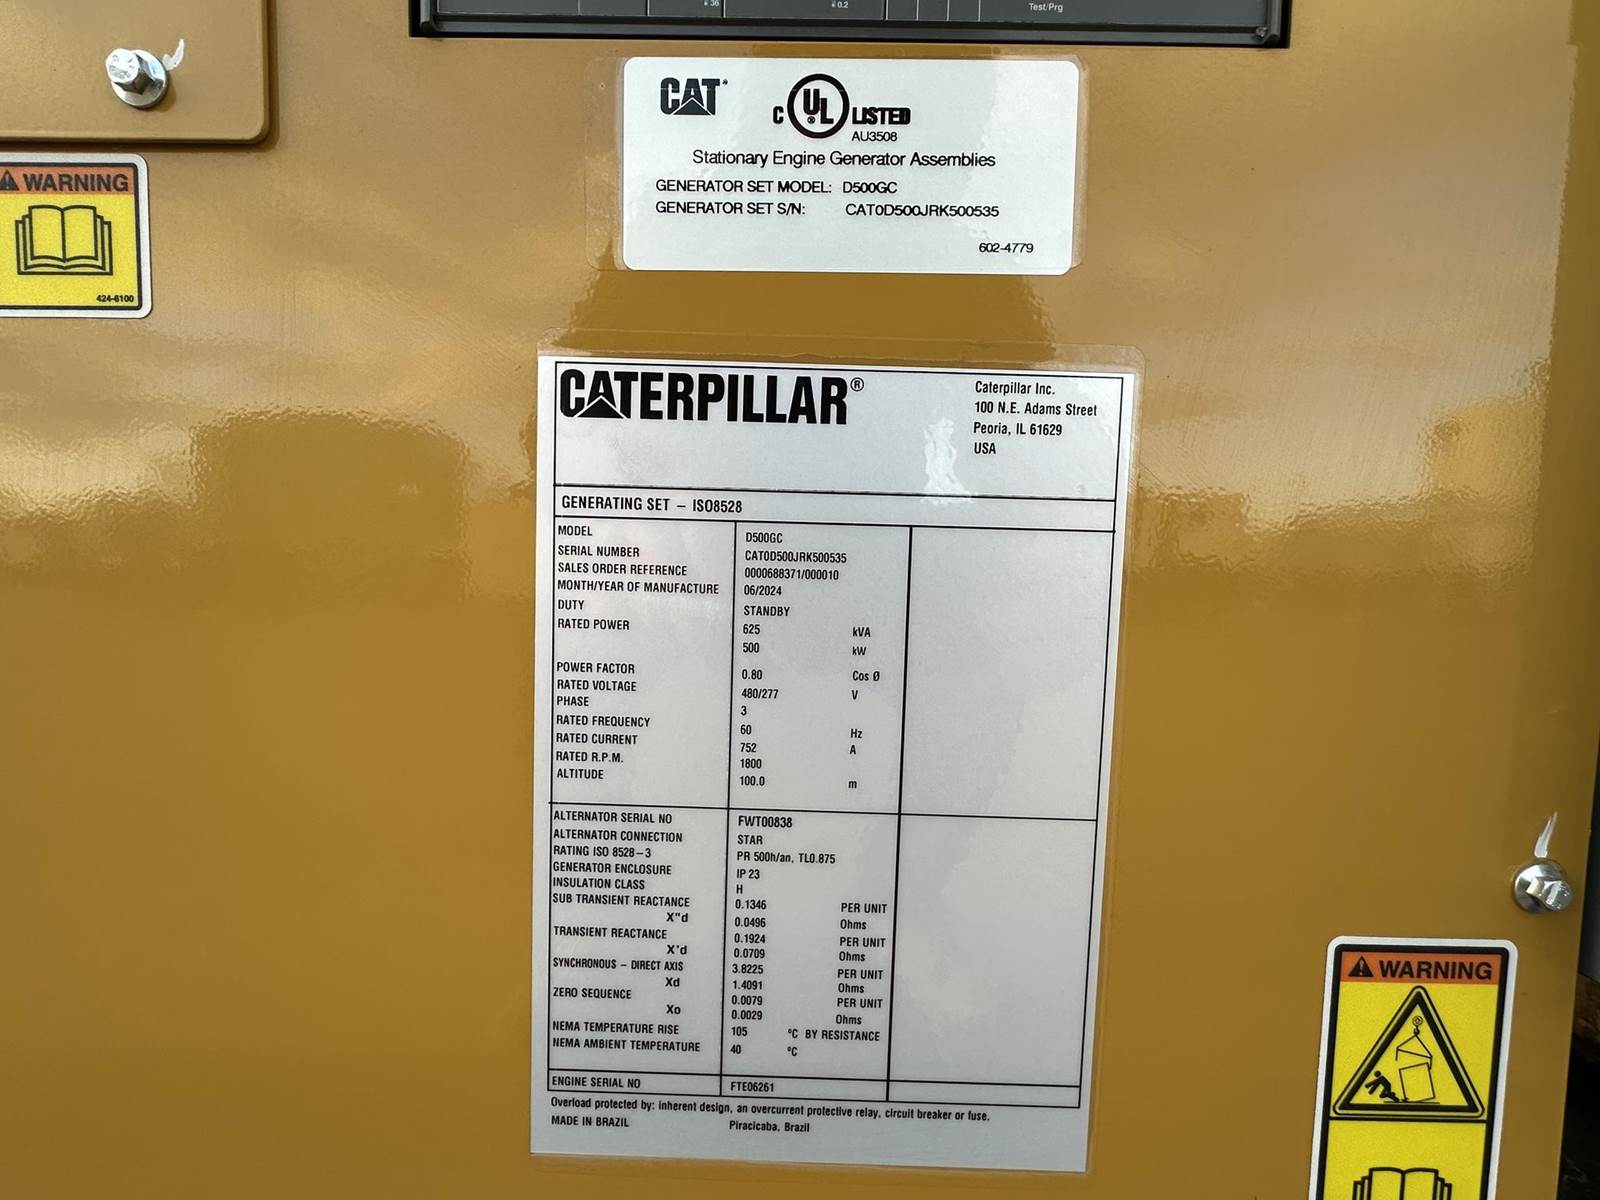 36
0.2
Test/Prg
CAT®
C UL® LISTED
AU3508
Stationary Engine Generator Assemblies
GENERATOR SET MODEL: D500GC
GENERATOR SET S/N: CAT0D500JRK500535
602-4779
WARNING
424-6100
CATERPILLAR®
Caterpillar Inc.
100 N.E. Adams Street
Peoria, IL 61629
USA
GENERATING SET – ISO8528
MODEL D500GC
SERIAL NUMBER CAT0D500JRK500535
SALES ORDER REFERENCE 0000688371/000010
MONTH/YEAR OF MANUFACTURE 06/2024
DUTY STANDBY
RATED POWER 625 kVA
500 kW
POWER FACTOR 0.80 Cos Ø
RATED VOLTAGE 480/277 V
PHASE 3
RATED FREQUENCY 60 Hz
RATED CURRENT 752 A
RATED R.P.M. 1800
ALTITUDE 100.0 m
ALTERNATOR SERIAL NO FWT00838
ALTERNATOR CONNECTION STAR
RATING ISO 8528–3 PR 500h/an, TL0.875
GENERATOR ENCLOSURE IP 23
INSULATION CLASS H
SUB TRANSIENT REACTANCE 0.1346 PER UNIT
X"d 0.0496 Ohms
TRANSIENT REACTANCE 0.1924 PER UNIT
X'd 0.0709 Ohms
SYNCHRONOUS – DIRECT AXIS 3.8225 PER UNIT
Xd 1.4091 Ohms
ZERO SEQUENCE 0.0079 PER UNIT
Xo 0.0029 Ohms
NEMA TEMPERATURE RISE 105 °C BY RESISTANCE
NEMA AMBIENT TEMPERATURE 40 °C
ENGINE SERIAL NO FTE06261
Overload protected by: inherent design, an overcurrent protective relay, circuit breaker or fuse.
MADE IN BRAZIL Piracicaba, Brazil
WARNING